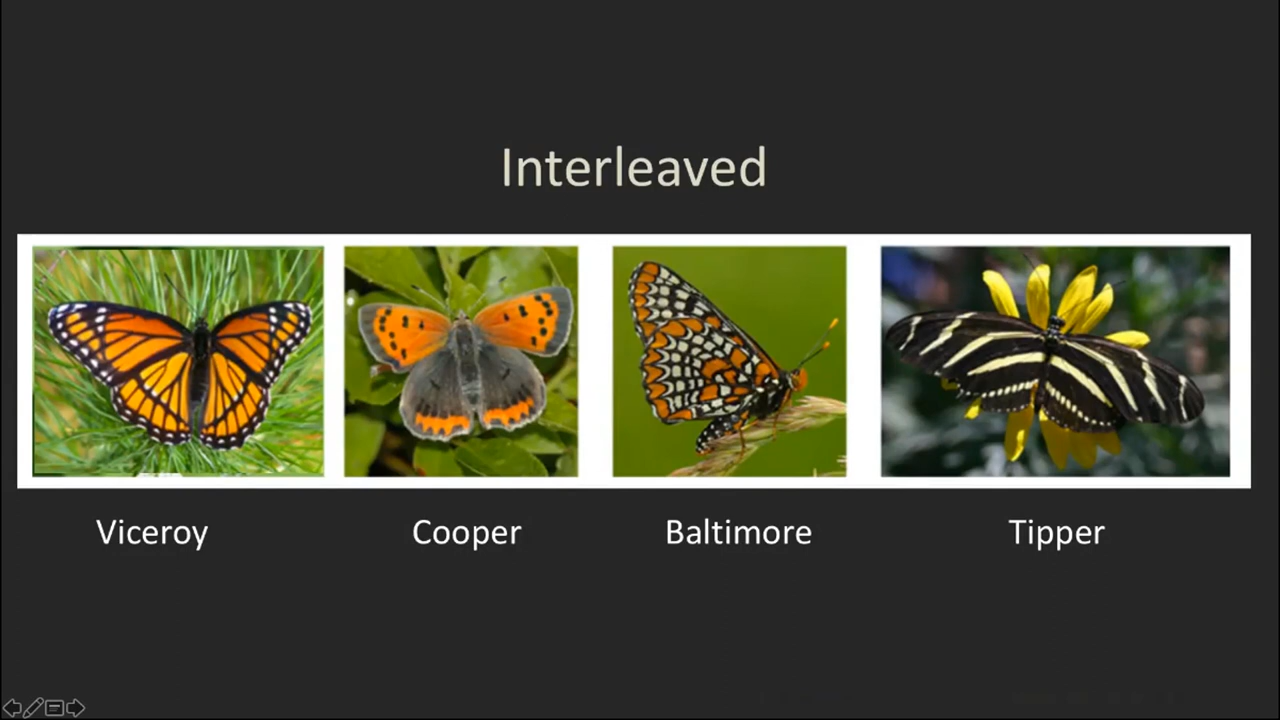 Interleaved
Viceroy
Cooper
Baltimore
Tipper